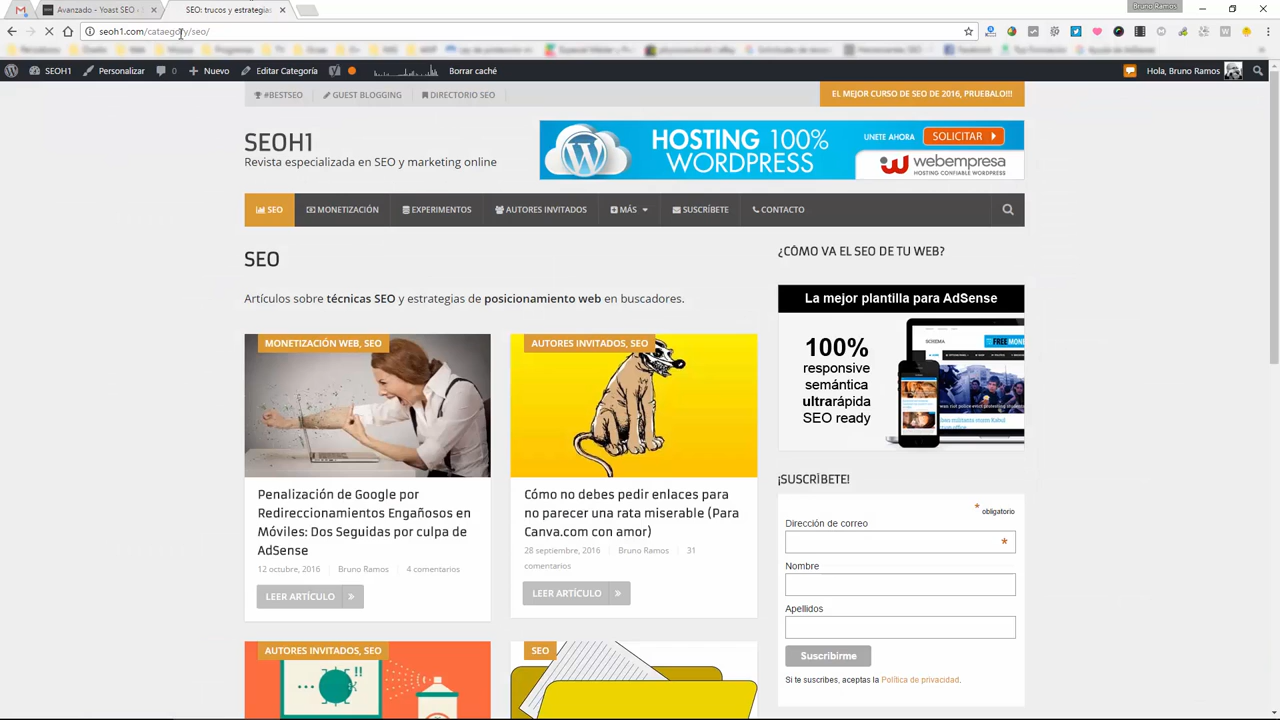 Bruno Ramos
Avanzado - Yoast SEO -
SEO: trucos y estrategias
seoh1.com/cataegoy/seo/
SEOH1
Personalizar
0
Nuevo
Editar Categoría
Borrar caché
Hola, Bruno Ramos
#BESTSEO
GUEST BLOGGING
DIRECTORIO SEO
EL MEJOR CURSO DE SEO DE 2016, PRUEBALO!!!
SEOH1
Revista especializada en SEO y marketing online
HOSTING 100%
WORDPRESS
UNETE AHORA
SOLICITAR
webempresa
HOSTING CONFIABLE WORDPRESS
SEO
MONETIZACIÓN
EXPERIMENTOS
AUTORES INVITADOS
MÁS
SUSCRÍBETE
CONTACTO
SEO
Artículos sobre técnicas SEO y estrategias de posicionamiento web en buscadores.
MONETIZACIÓN WEB, SEO
Penalización de Google por
Redireccionamientos Engañosos en
Móviles: Dos Seguidas por culpa de
AdSense
12 octubre, 2016
Bruno Ramos
4 comentarios
LEER ARTÍCULO »
AUTORES INVITADOS, SEO
Cómo no debes pedir enlaces para
no parecer una rata miserable (Para
Canva.com con amor)
28 septiembre, 2016
Bruno Ramos
31
comentarios
LEER ARTÍCULO »
AUTORES INVITADOS, SEO
SEO
¿CÓMO VA EL SEO DE TU WEB?
La mejor plantilla para AdSense
100%
responsive
semántica
ultrarápida
SEO ready
SCHEMA
FREE MONE
¡SUSCRÍBETE!
* obligatorio
Dirección de correo
*
Nombre
Apellidos
Suscribirme
Si te suscribes, aceptas la Política de privacidad.